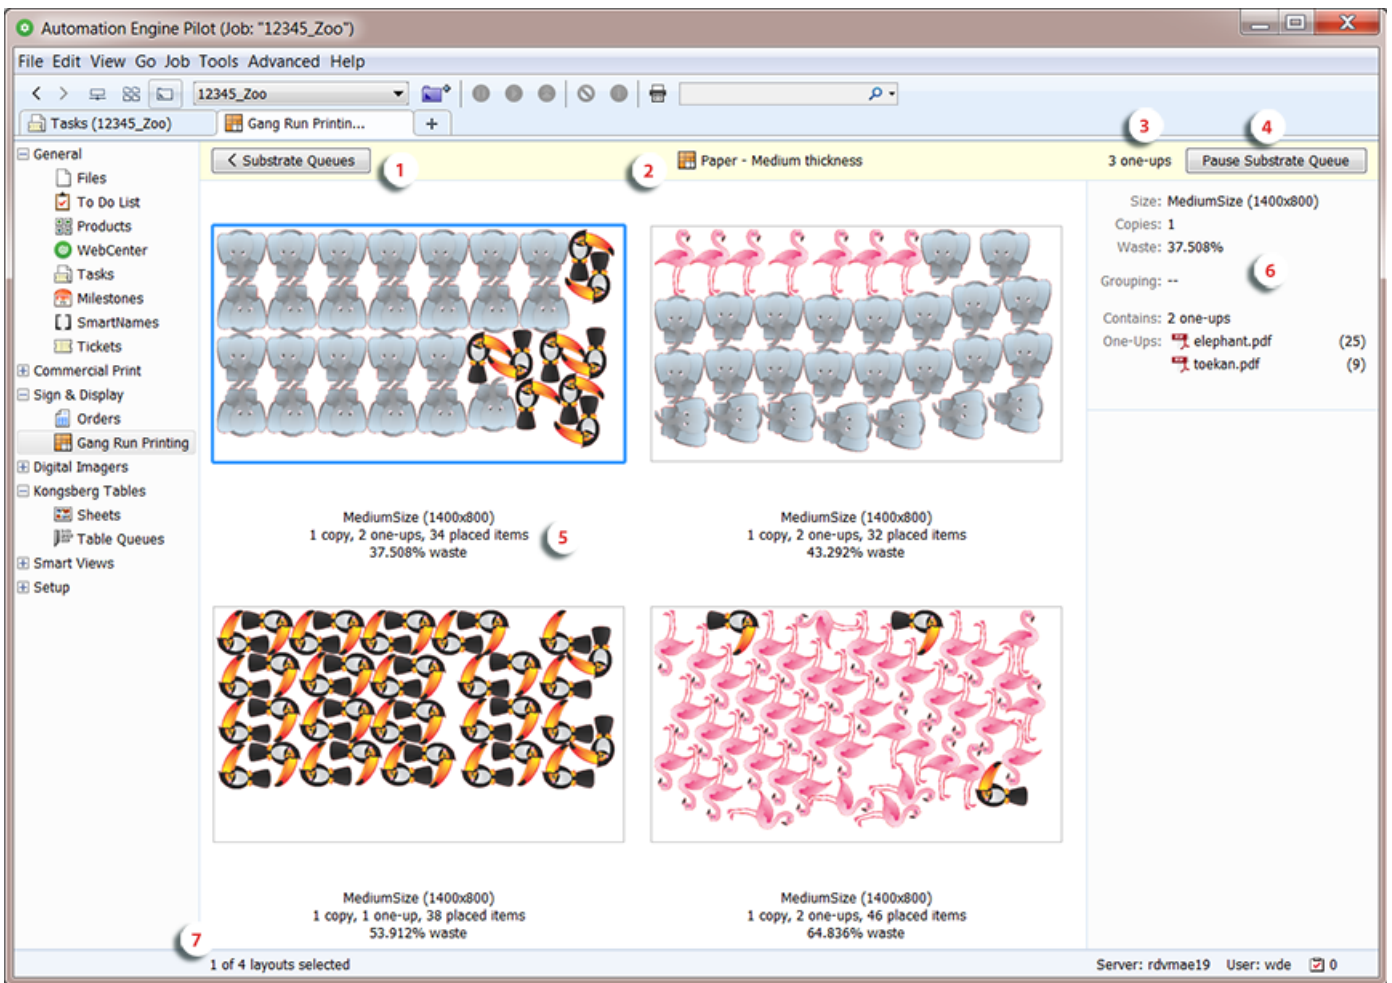 Automation Engine Pilot (Job: "12345_Zoo")
File Edit View Go Job Tools Advanced Help
12345_Zoo
Tasks (12345_Zoo)
Gang Run Printin...
+
3
4
General
Files
To Do List
Products
WebCenter
Tasks
Milestones
SmartNames
Tickets
Commercial Print
Sign & Display
Orders
Gang Run Printing
Digital Imagers
Kongsberg Tables
Sheets
Table Queues
Smart Views
Setup
Substrate Queues
1
2
Paper - Medium thickness
3 one-ups
Pause Substrate Queue
MediumSize (1400x800)
1 copy, 2 one-ups, 34 placed items
37.508% waste
5
MediumSize (1400x800)
1 copy, 2 one-ups, 32 placed items
43.292% waste
MediumSize (1400x800)
1 copy, 1 one-up, 38 placed items
53.912% waste
MediumSize (1400x800)
1 copy, 2 one-ups, 46 placed items
64.836% waste
Size: MediumSize (1400x800)
Copies: 1
Waste: 37.508%
6
Grouping: --
Contains: 2 one-ups
One-Ups: elephant.pdf (25)
toekan.pdf (9)
7
1 of 4 layouts selected
Server: rdvmae19 User: wde 0